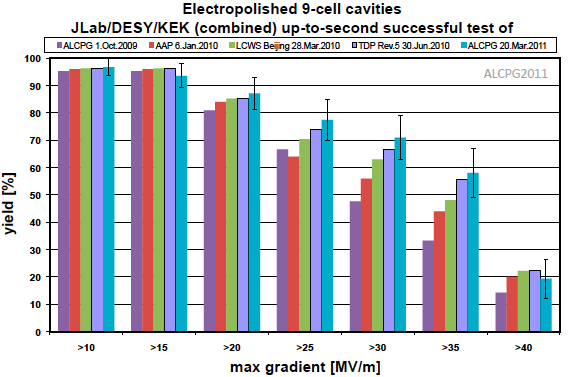 Electropolished 9-cell cavities
JLab/DESY/KEK (combined) up-to-second successful test of
ALCPG 1.Oct.2009 AAP 6.Jan.2010 LCWS Beijing 28.Mar.2010 TDP Rev.5 30.Jun.2010 ALCPG 20.Mar.2011
ALCPG2011
yield [%]
100
90
80
70
60
50
40
30
20
10
0
>10 >15 >20 >25 >30 >35 >40
max gradient [MV/m]